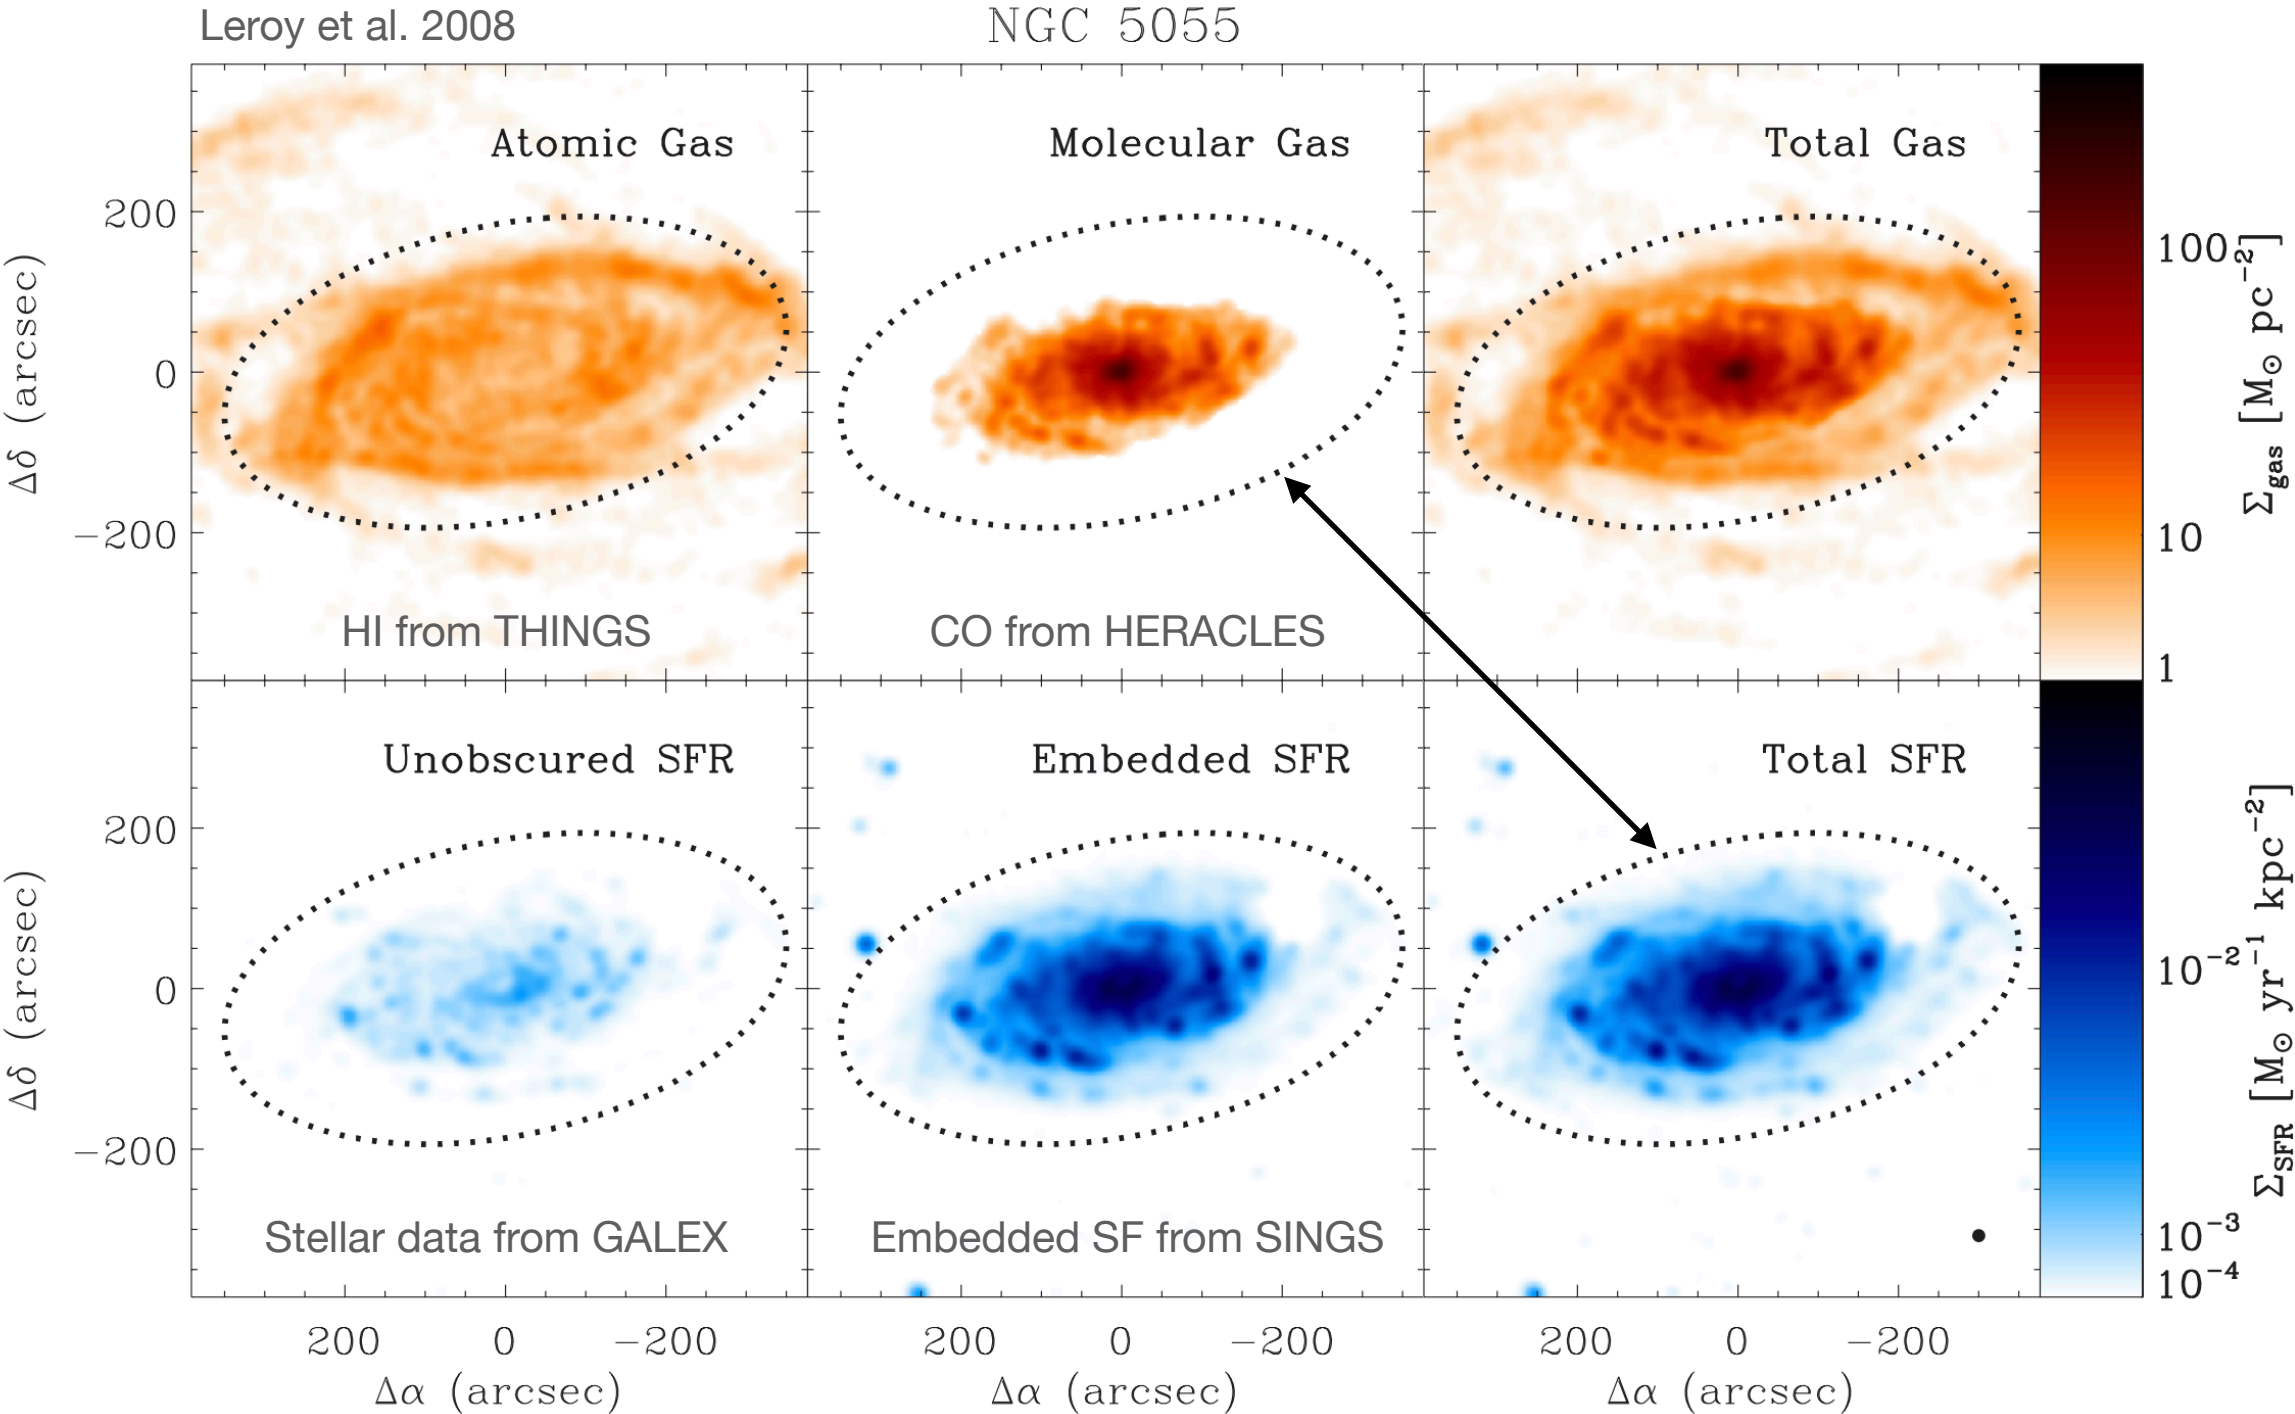 Leroy et al. 2008
NGC 5055
Atomic Gas
Molecular Gas
Total Gas
HI from THINGS
CO from HERACLES
Δδ (arcsec)
200
0
−200
100
10
1
Σgas [M⊙ pc⁻²]
Unobscured SFR
Embedded SFR
Total SFR
Stellar data from GALEX
Embedded SF from SINGS
Δδ (arcsec)
200
0
−200
10⁻²
10⁻³
10⁻⁴
ΣSFR [M⊙ yr⁻¹ kpc⁻²]
200 0 −200
200 0 −200
200 0 −200
Δα (arcsec)
Δα (arcsec)
Δα (arcsec)